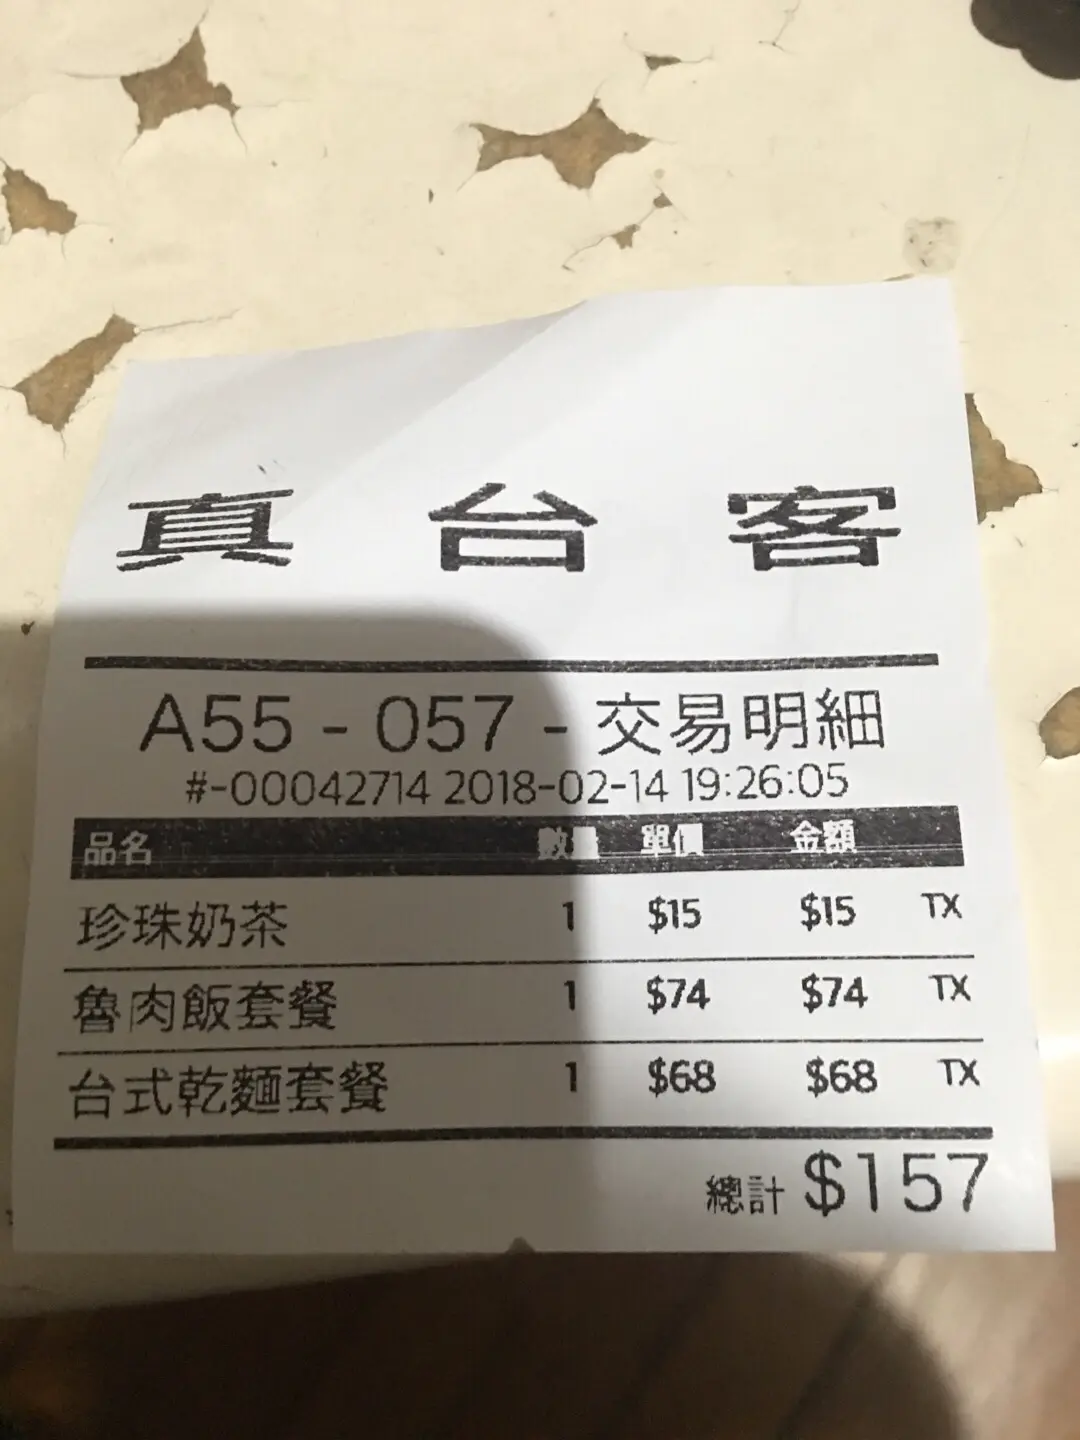 真台客
A55 - 057 - 交易明細
#-00042714 2018-02-14 19:26:05
品名 數量 單價 金額
珍珠奶茶 1 $15 $15 TX
魯肉飯套餐 1 $74 $74 TX
台式乾麵套餐 1 $68 $68 TX
總計 $157